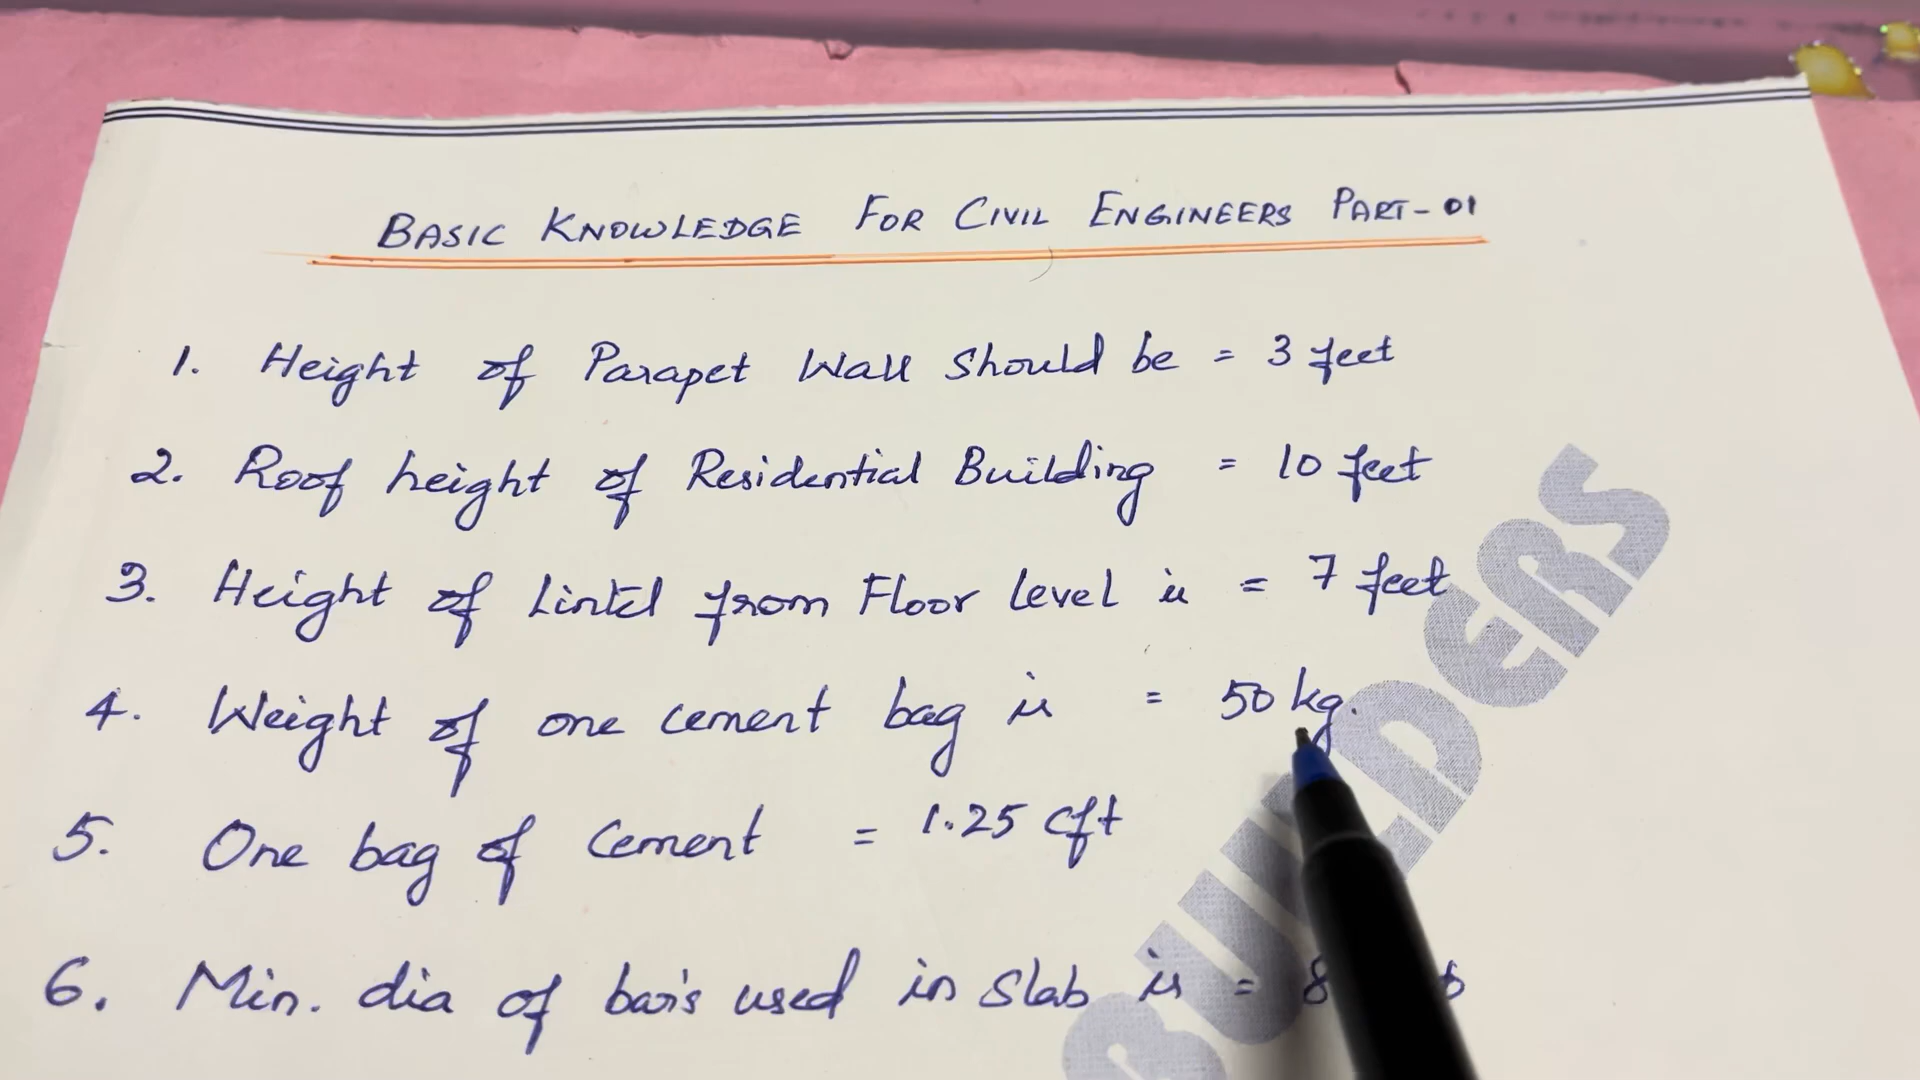 BASIC KNOWLEDGE FOR CIVIL ENGINEERS PART-01
1. Height of Parapet Wall Should be = 3 feet
2. Roof height of Residential Building = 10 feet
3. Height of Lintel from Floor level is = 7 feet
4. Weight of one cement bag is = 50 kg.
5. One bag of Cement = 1.25 cft
6. Min. dia of bar's used in Slab is = 8
BUILDERS